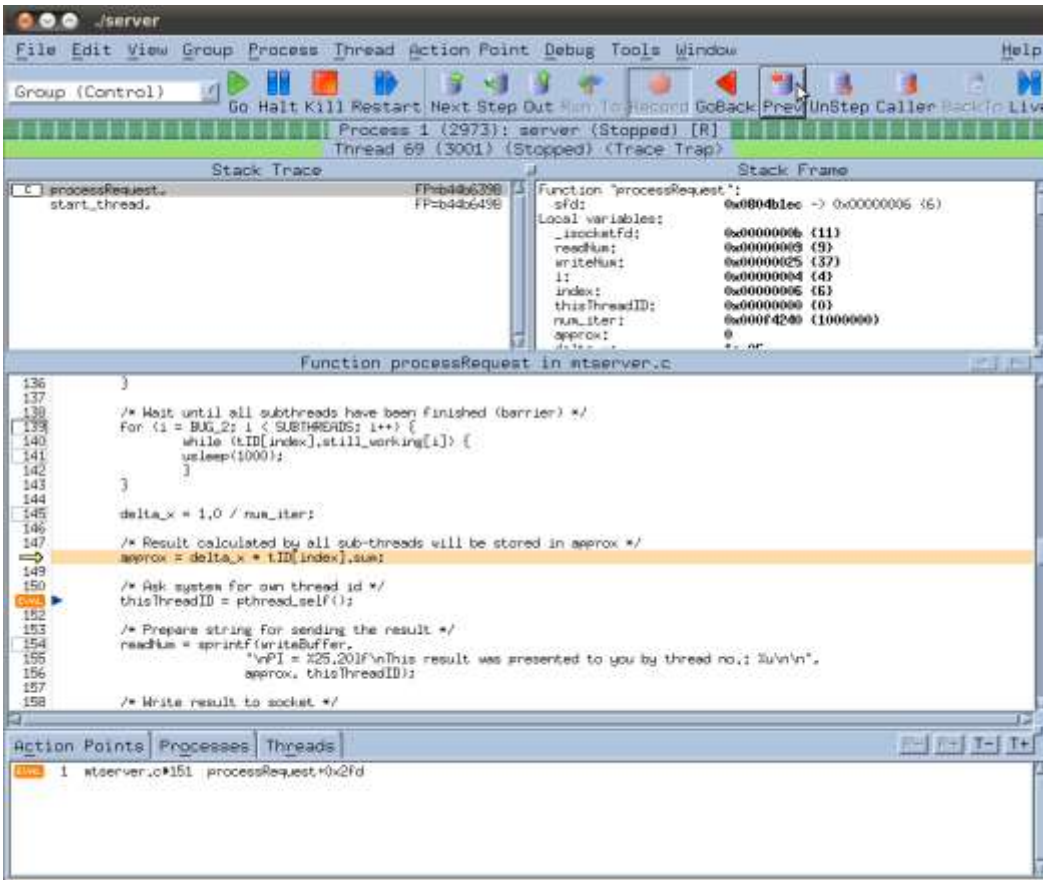 ./server
File Edit View Group Process Thread Action Point Debug Tools Window Help
Group (Control) Go Halt Kill Restart Next Step Out Run To Record GoBack Prev UnStep Caller BackTo Live
Process 1 (2973): server (Stopped) [R]
Thread 69 (3001) (Stopped) <Trace Trap>
Stack Trace
C processRequest, FP=b44b6398
start_thread, FP=b44b6498
Stack Frame
Function "processRequest":
sfd: 0x0804b1ec -> 0x00000006 (6)
Local variables:
_isocketfd: 0x0000000b (11)
readNum: 0x00000009 (9)
writeNum: 0x00000025 (37)
i: 0x00000004 (4)
index: 0x00000006 (6)
thisThreadID: 0x00000000 (0)
num_iter: 0x000f4240 (1000000)
approx: 0
Function processRequest in mtserver.c
136 }
137
138 /* Wait until all subthreads have been finished (barrier) */
139 for (i = BUG_2; i < SUBTHREADS; i++) {
140 while (tID[index].still_working[i]) {
141 usleep(1000);
142 }
143 }
144
145 delta_x = 1.0 / num_iter;
146
147 /* Result calculated by all sub-threads will be stored in approx */
approx = delta_x * tID[index].sum;
149
150 /* Ask system for own thread id */
EVAL thisThreadID = pthread_self();
152
153 /* Prepare string for sending the result */
154 readNum = sprintf(writeBuffer,
155 "\nPI = %25.20lf\nThis result was presented to you by thread no.: %u\n\n",
156 approx, thisThreadID);
157
158 /* Write result to socket */
Action Points Processes Threads P- P+ T- T+
EVAL 1 mtserver.c#151 processRequest+0x2fd